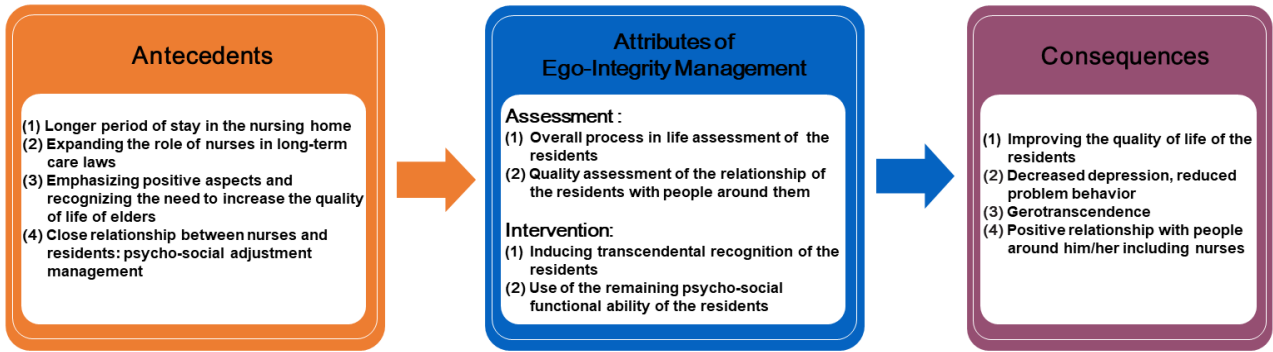 Antecedents
(1) Longer period of stay in the nursing home
(2) Expanding the role of nurses in long-term
care laws
(3) Emphasizing positive aspects and
recognizing the need to increase the quality
of life of elders
(4) Close relationship between nurses and
residents: psycho-social adjustment
management
Attributes of
Ego-Integrity Management
Assessment :
(1) Overall process in life assessment of the
residents
(2) Quality assessment of the relationship of
the residents with people around them
Intervention:
(1) Inducing transcendental recognition of the
residents
(2) Use of the remaining psycho-social
functional ability of the residents
Consequences
(1) Improving the quality of life of the
residents
(2) Decreased depression, reduced
problem behavior
(3) Gerotranscendence
(4) Positive relationship with people
around him/her including nurses